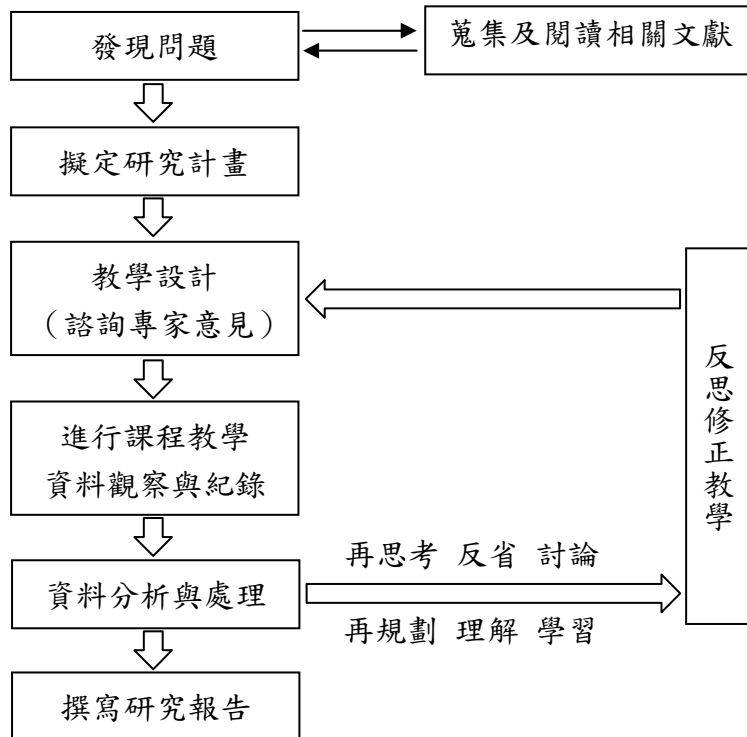 發現問題
蒐集及閱讀相關文獻
擬定研究計畫
教學設計
（諮詢專家意見）
進行課程教學
資料觀察與紀錄
資料分析與處理
再思考 反省 討論
再規劃 理解 學習
反思修正教學
撰寫研究報告